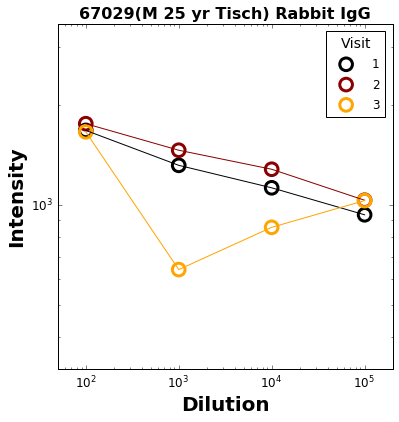 67029(M 25 yr Tisch) Rabbit IgG
Visit
1
2
3
Intensity
10³
10² 10³ 10⁴ 10⁵
Dilution